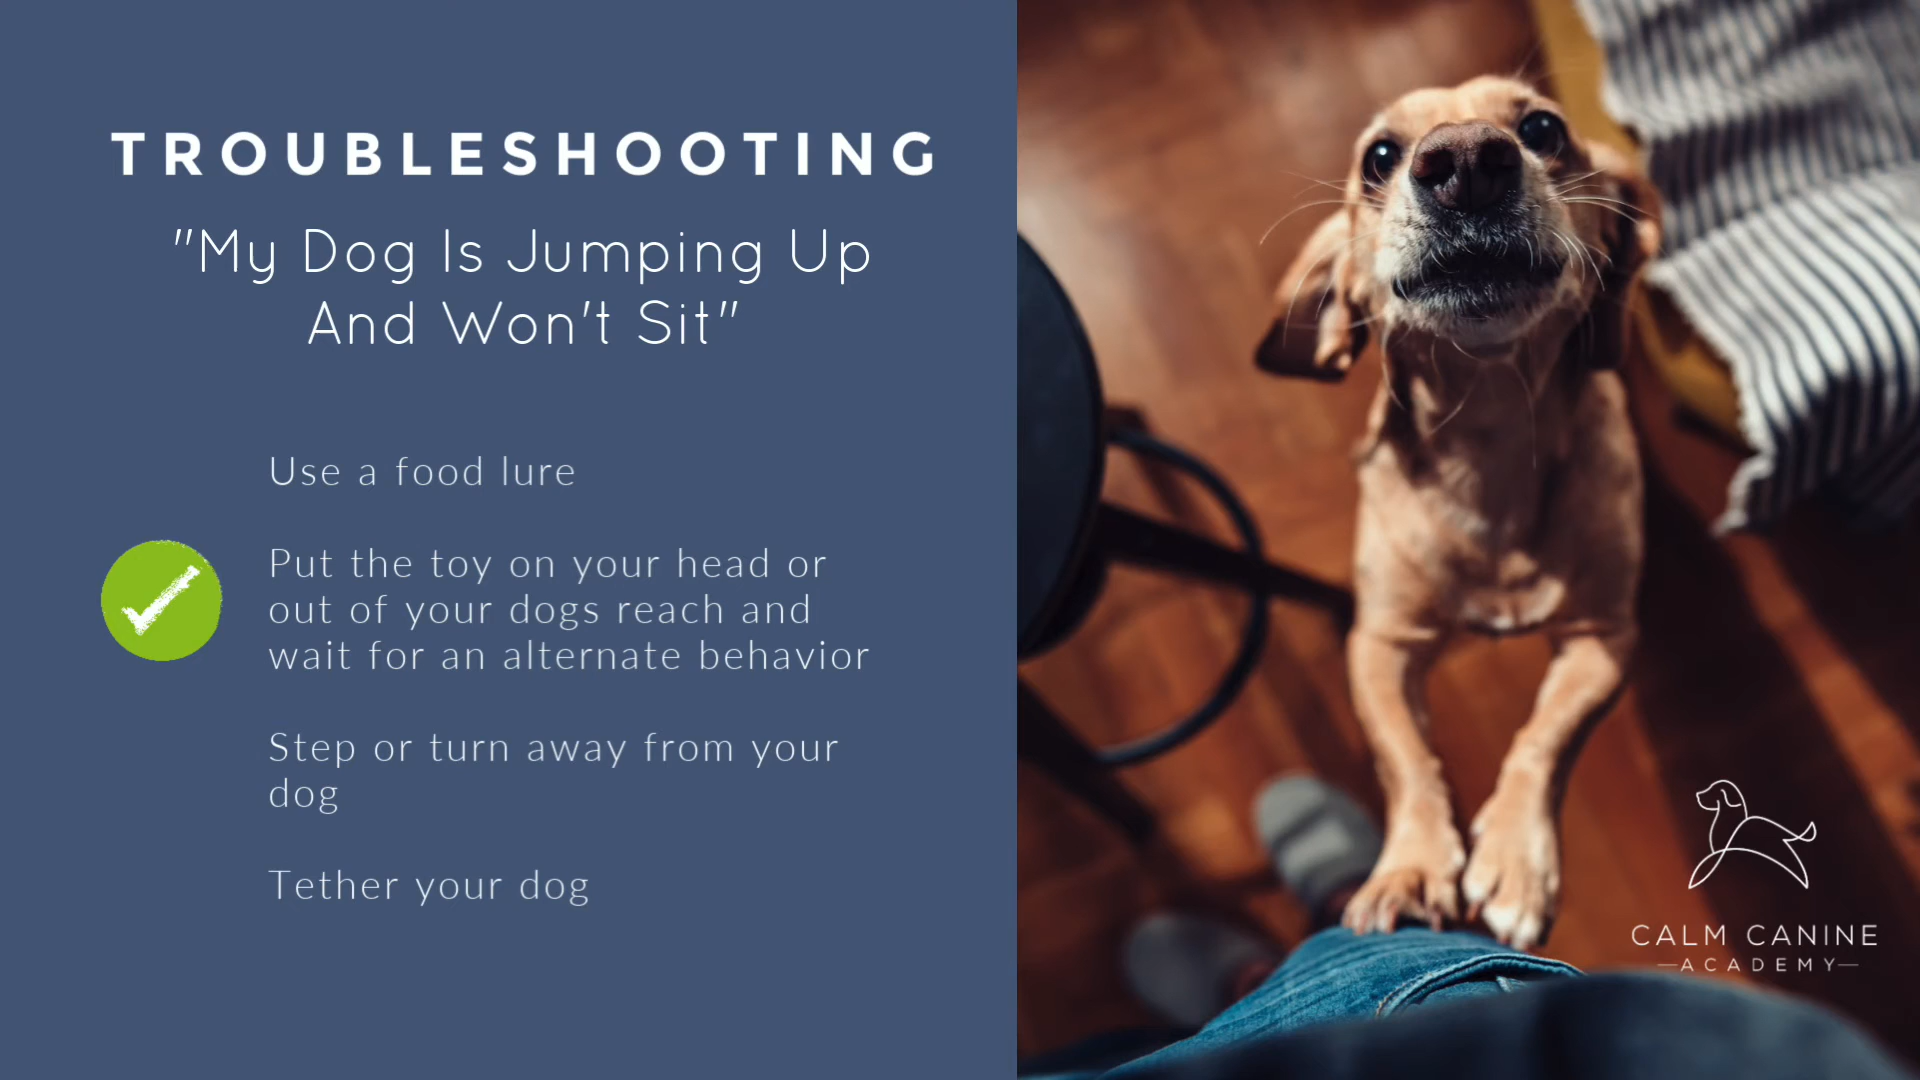 TROUBLESHOOTING
"My Dog Is Jumping Up
And Won't Sit"
Use a food lure
Put the toy on your head or
out of your dogs reach and
wait for an alternate behavior
Step or turn away from your
dog
Tether your dog
CALM CANINE
ACADEMY